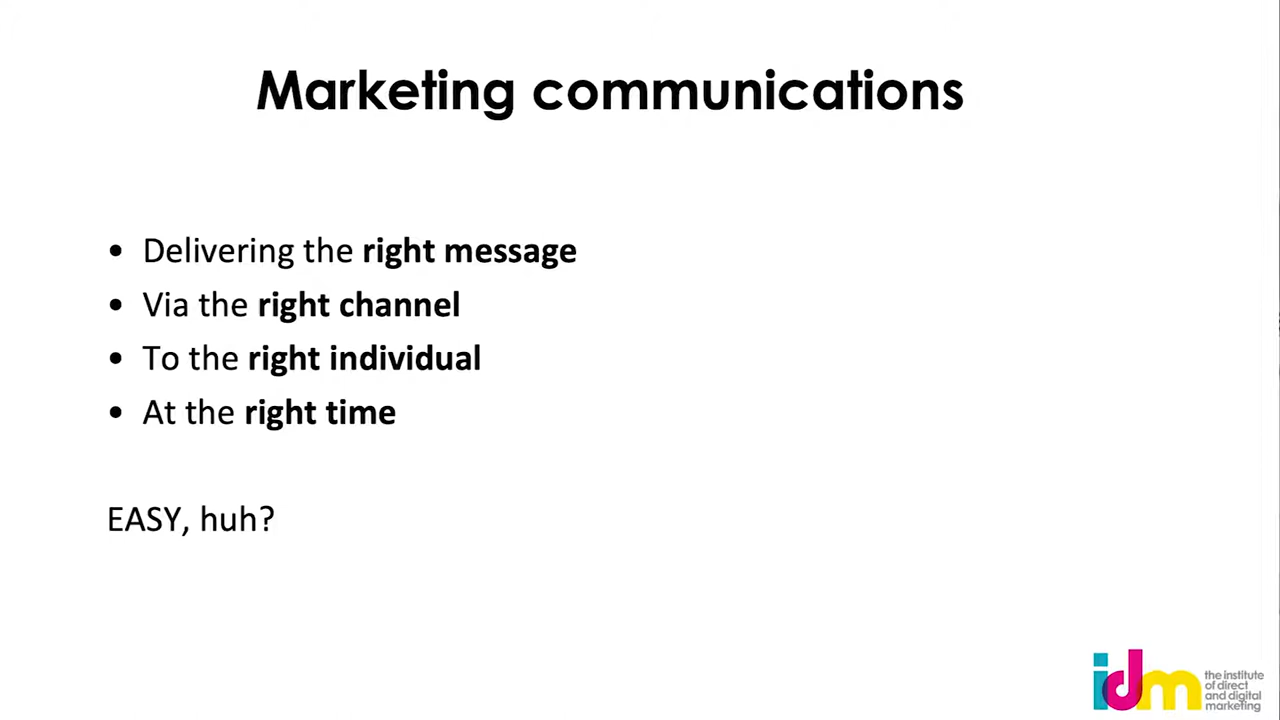 Marketing communications
• Delivering the right message
• Via the right channel
• To the right individual
• At the right time
EASY, huh?
idm
the institute
of direct
and digital
marketing